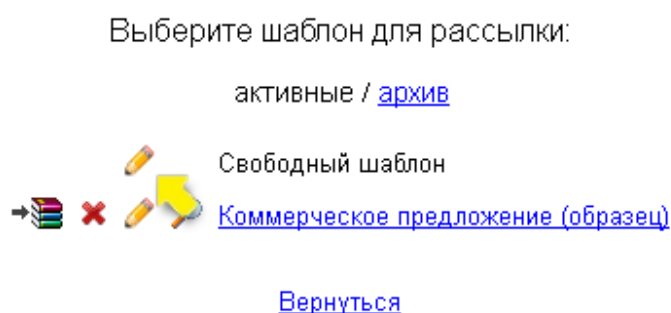 Выберите шаблон для рассылки:
активные / архив
Свободный шаблон
Коммерческое предложение (образец)
Вернуться